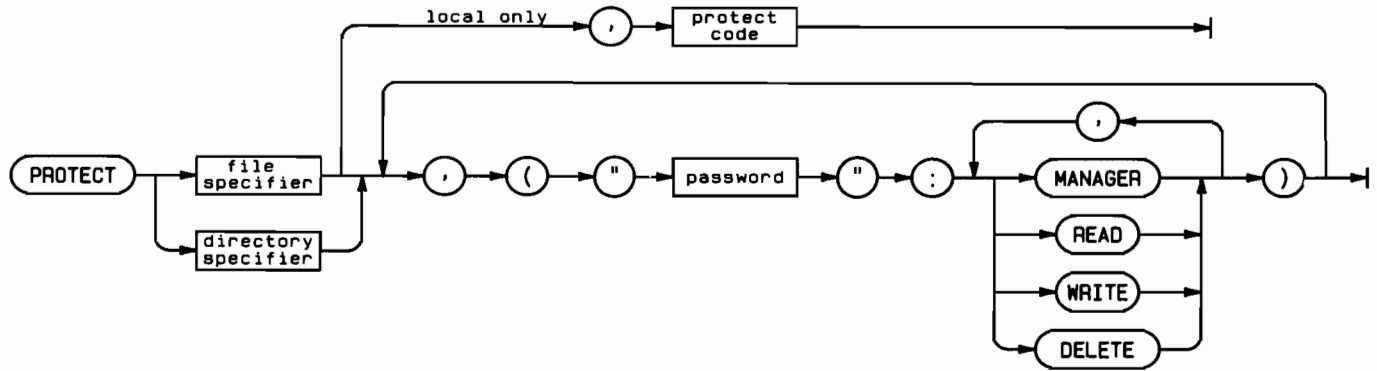 local only
,
protect
code
,
PROTECT
file
specifier
,
(
"
password
"
:
MANAGER
)
READ
directory
specifier
WRITE
DELETE